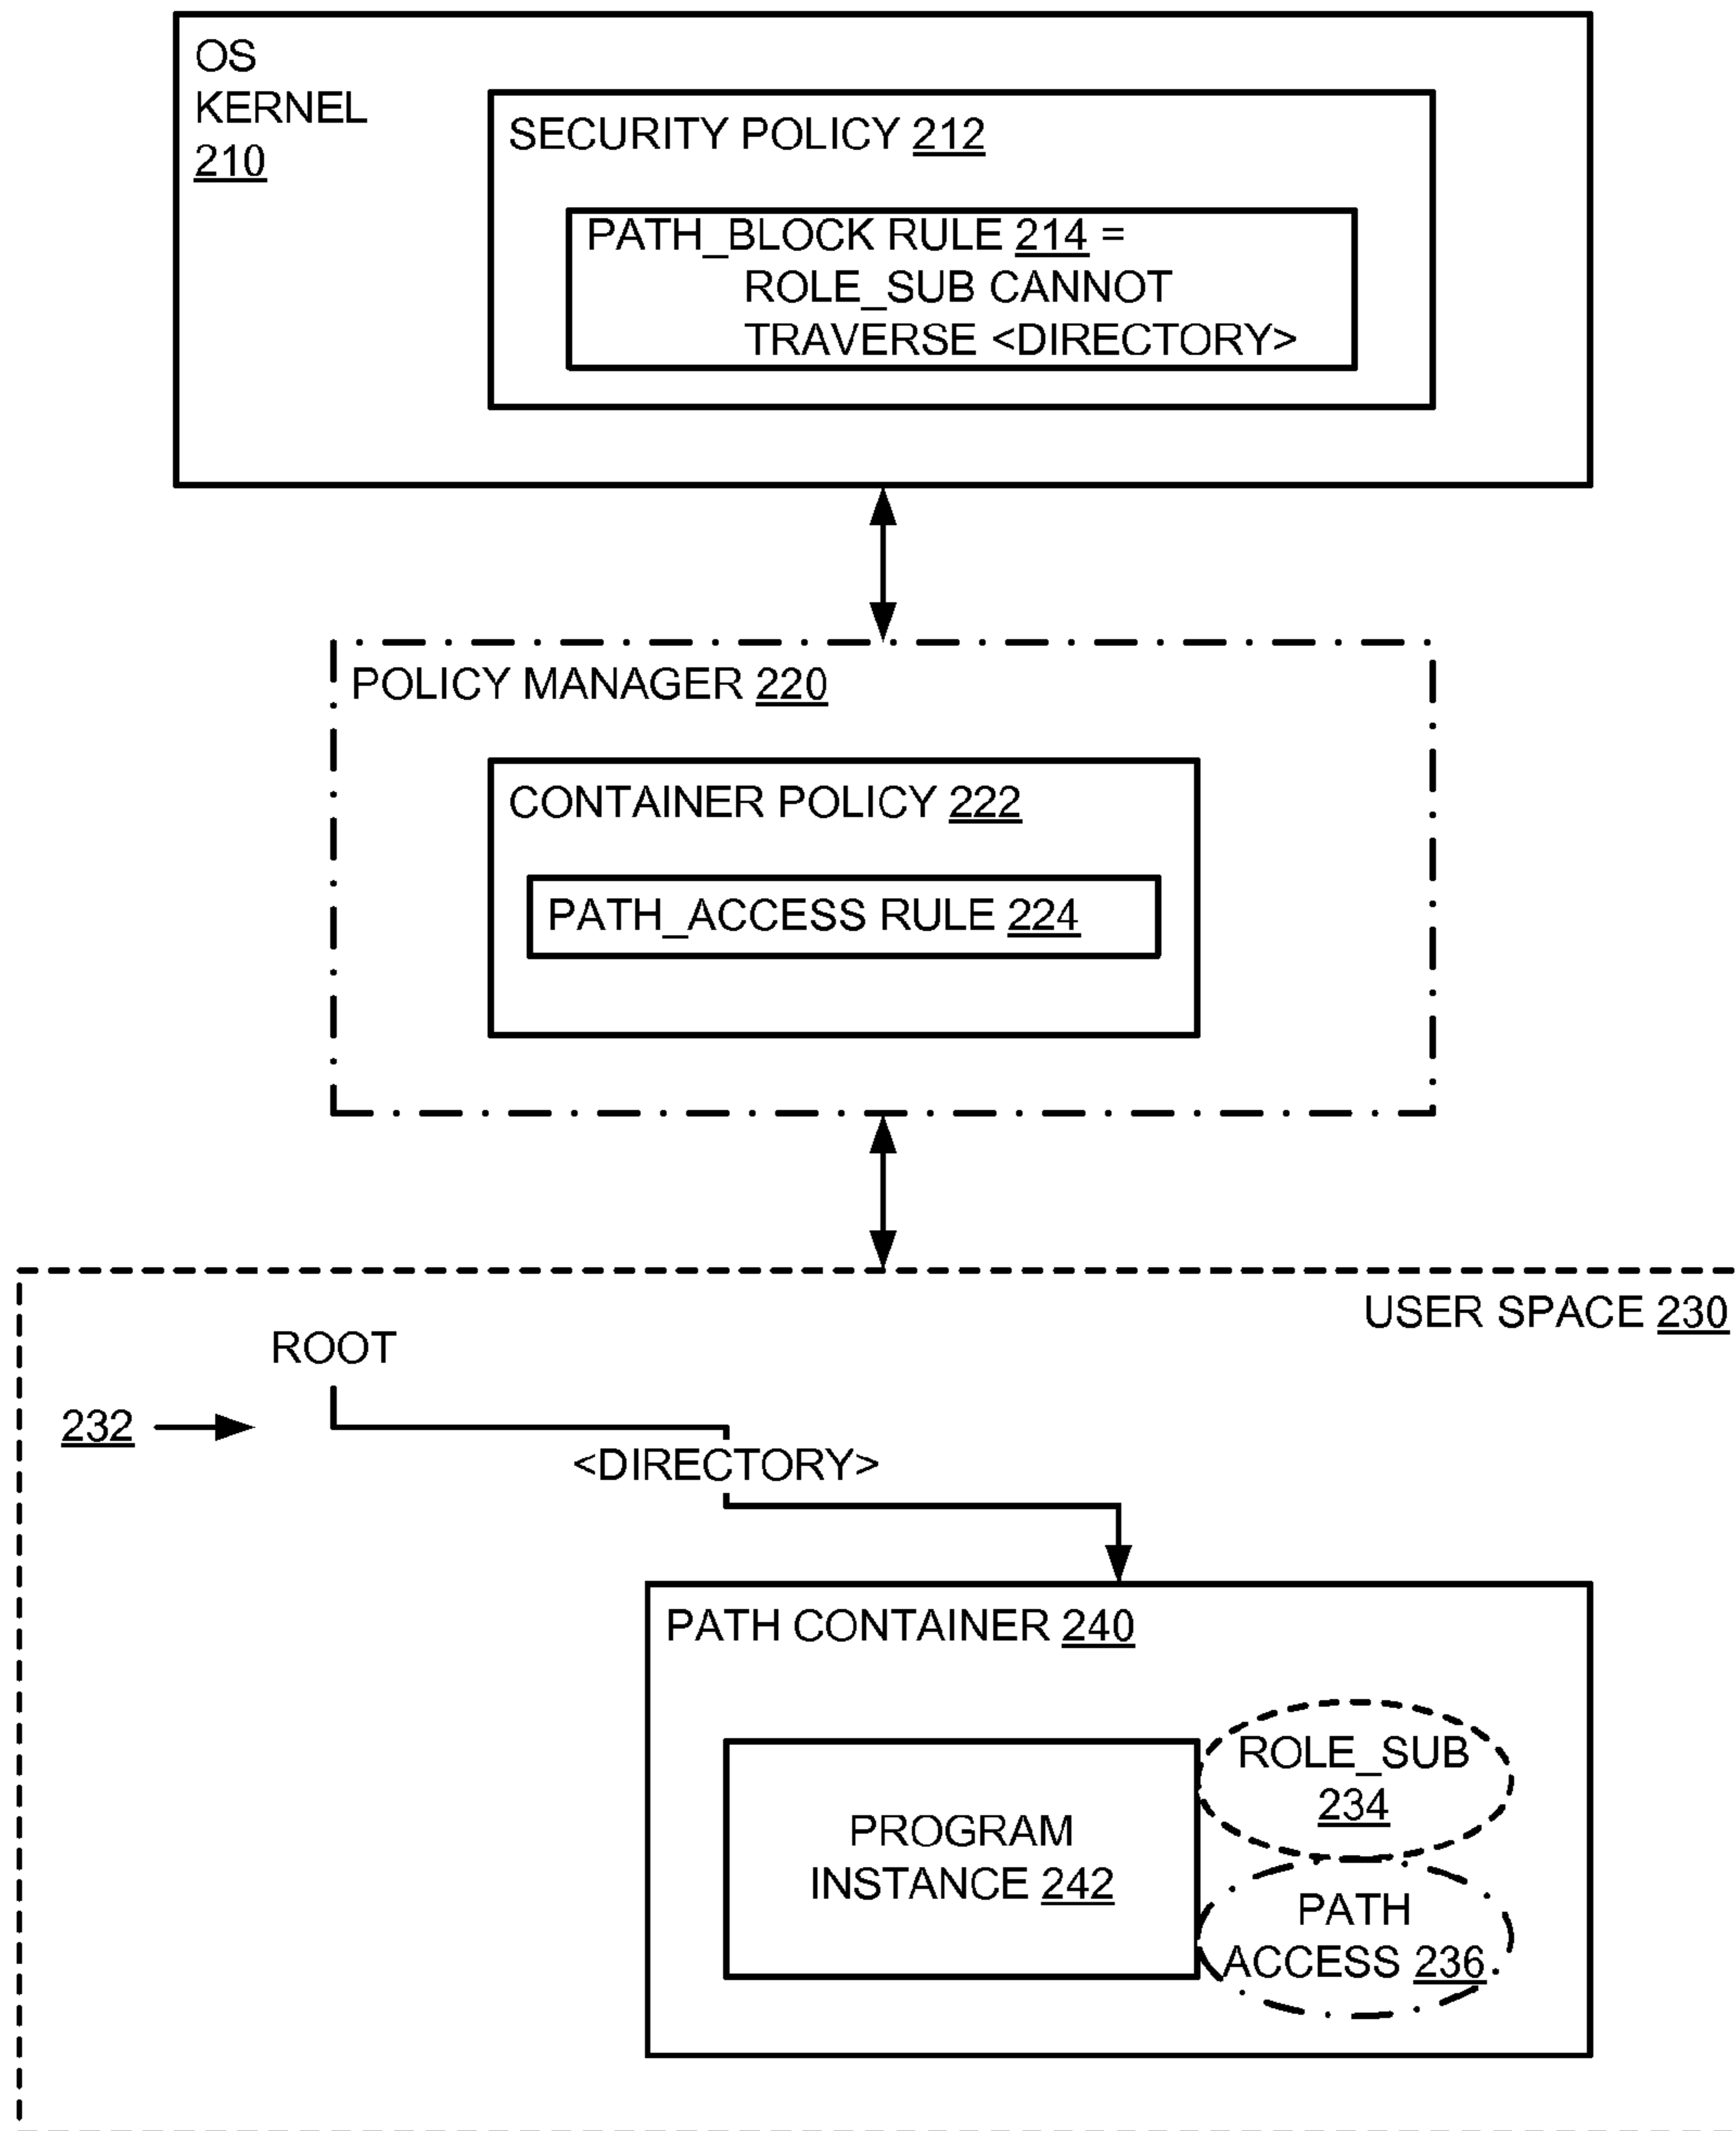 OS
KERNEL
210
SECURITY POLICY 212
PATH_BLOCK RULE 214 =
ROLE_SUB CANNOT
TRAVERSE <DIRECTORY>
POLICY MANAGER 220
CONTAINER POLICY 222
PATH_ACCESS RULE 224
USER SPACE 230
ROOT
232
<DIRECTORY>
PATH CONTAINER 240
ROLE_SUB
234
PROGRAM
INSTANCE 242
PATH
ACCESS 236